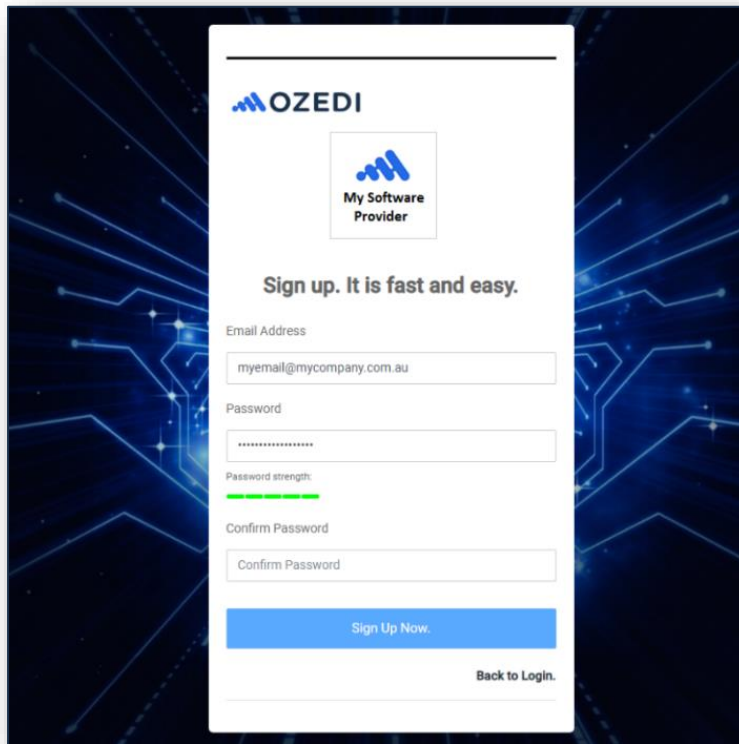 OZEDI
My Software
Provider
Sign up. It is fast and easy.
Email Address
myemail@mycompany.com.au
Password
••••••••••••••••••
Password strength:
Confirm Password
Confirm Password
Sign Up Now.
Back to Login.